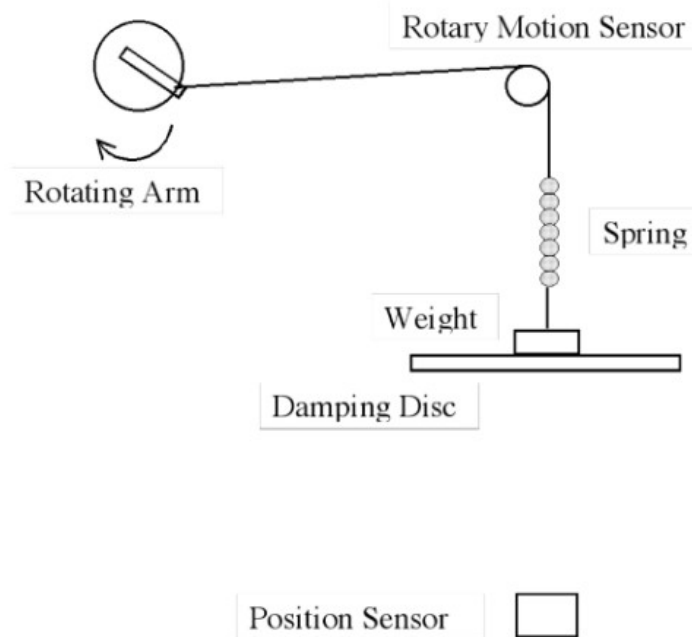 Rotary Motion Sensor
Rotating Arm
Spring
Weight
Damping Disc
Position Sensor